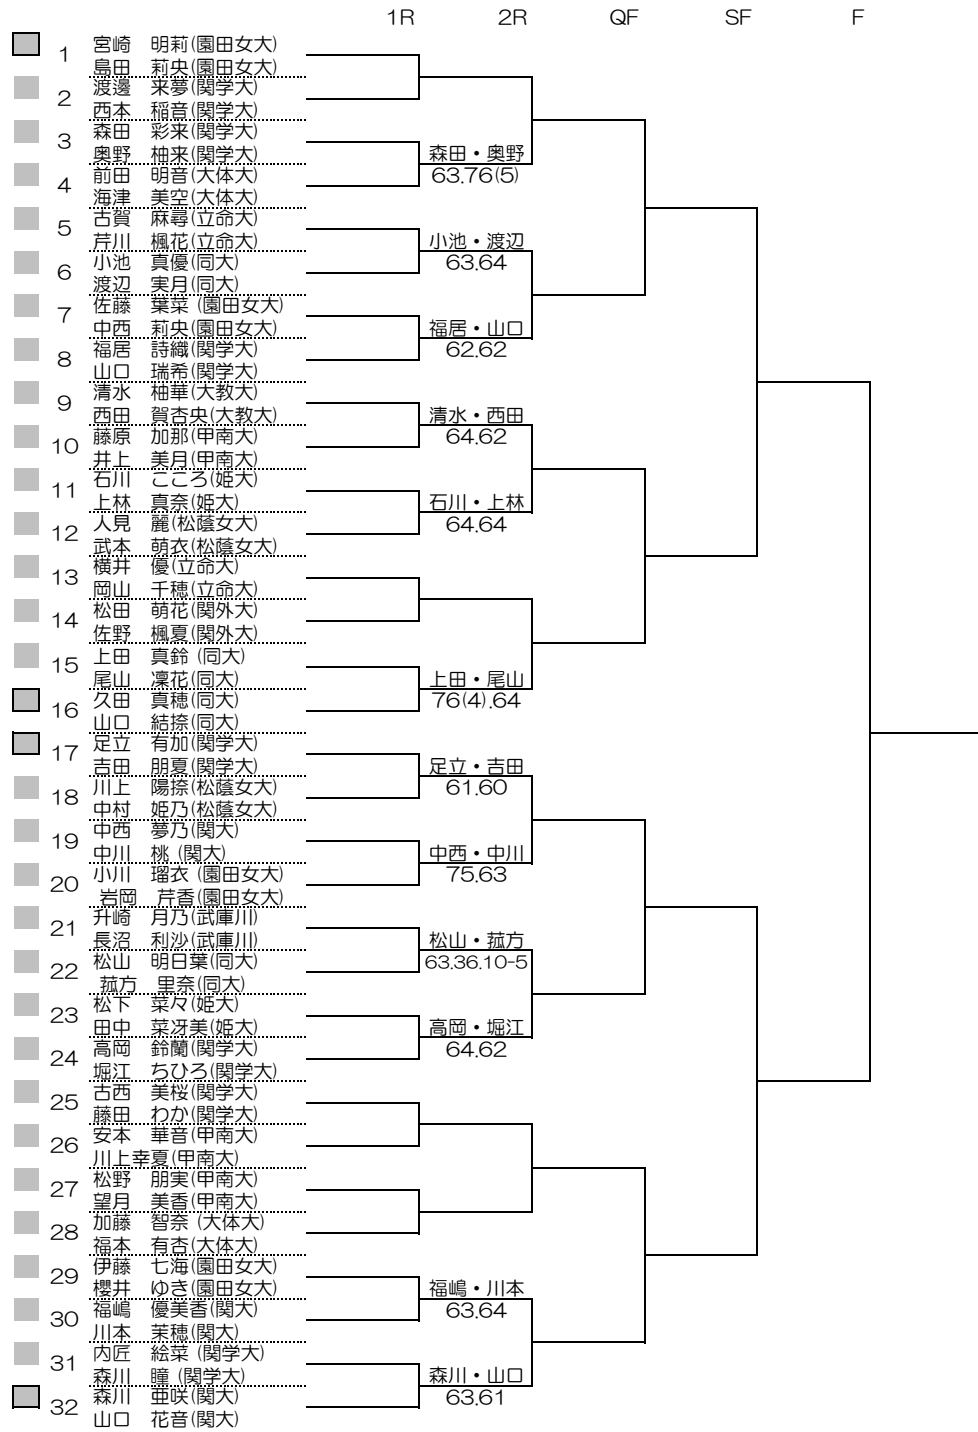 1R 2R QF SF F
1 宮崎 明莉(園田女大)
島田 莉央(園田女大)
2 渡邊 来夢(関学大)
西本 稲音(関学大)
3 森田 彩来(関学大)
奥野 柚来(関学大)
森田・奥野
63.76(5)
4 前田 明音(大体大)
海津 美空(大体大)
5 古賀 麻尋(立命大)
芹川 楓花(立命大)
小池・渡辺
63.64
6 小池 真優(同大)
渡辺 実月(同大)
7 佐藤 葉菜 (園田女大)
中西 莉央(園田女大)
福居・山口
62.62
8 福居 詩織(関学大)
山口 瑞希(関学大)
9 清水 柚華(大教大)
西田 賀杏央(大教大)
清水・西田
64.62
10 藤原 加那(甲南大)
井上 美月(甲南大)
11 石川 こころ(姫大)
上林 真奈(姫大)
石川・上林
64.64
12 人見 麗(松蔭女大)
武本 萌衣(松蔭女大)
13 横井 優(立命大)
岡山 千穂(立命大)
14 松田 萌花(関外大)
佐野 楓夏(関外大)
15 上田 真鈴 (同大)
尾山 凜花(同大)
上田・尾山
76(4).64
16 久田 真穂(同大)
山口 結捺(同大)
17 足立 有加(関学大)
吉田 朋夏(関学大)
足立・吉田
61.60
18 川上 陽捺(松蔭女大)
中村 姫乃(松蔭女大)
19 中西 夢乃(関大)
中川 桃 (関大)
中西・中川
75.63
20 小川 瑠衣 (園田女大)
岩岡 芹香(園田女大)
21 升崎 月乃(武庫川)
長沼 利沙(武庫川)
松山・菰方
63.36.10-5
22 松山 明日葉(同大)
菰方 里奈(同大)
23 松下 菜々(姫大)
田中 菜冴美(姫大)
高岡・堀江
64.62
24 高岡 鈴蘭(関学大)
堀江 ちひろ(関学大)
25 古西 美桜(関学大)
藤田 わか(関学大)
26 安本 華音(甲南大)
川上幸夏(甲南大)
27 松野 朋実(甲南大)
望月 美香(甲南大)
28 加藤 智奈 (大体大)
福本 有杏(大体大)
29 伊藤 七海(園田女大)
櫻井 ゆき(園田女大)
福嶋・川本
63.64
30 福嶋 優美香(関大)
川本 茉穂(関大)
31 内匠 絵菜 (関学大)
森川 瞳 (関学大)
森川・山口
63.61
32 森川 亜咲(関大)
山口 花音(関大)